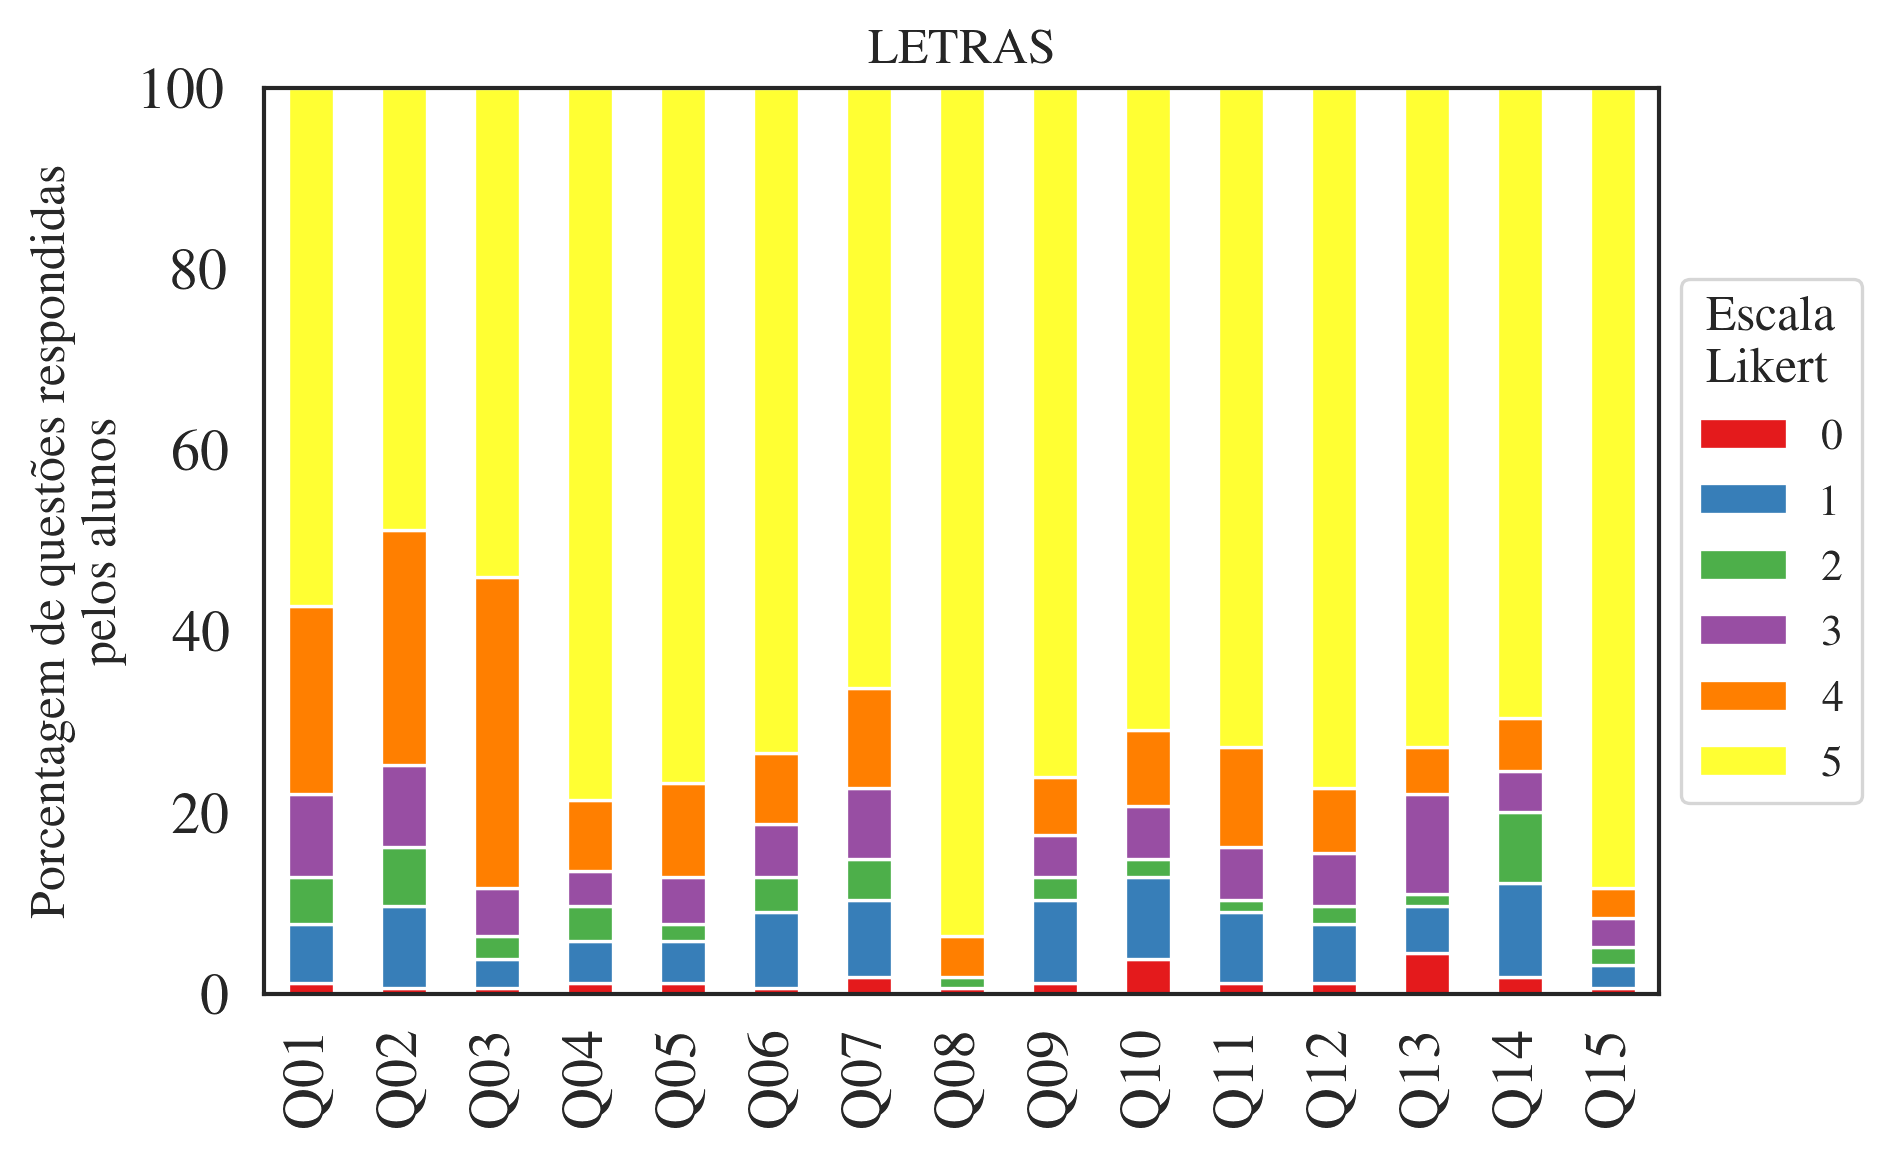 LETRAS
Porcentagem de questões respondidas
pelos alunos
100
80
60
40
20
0
Q01
Q02
Q03
Q04
Q05
Q06
Q07
Q08
Q09
Q10
Q11
Q12
Q13
Q14
Q15
Escala
Likert
0
1
2
3
4
5